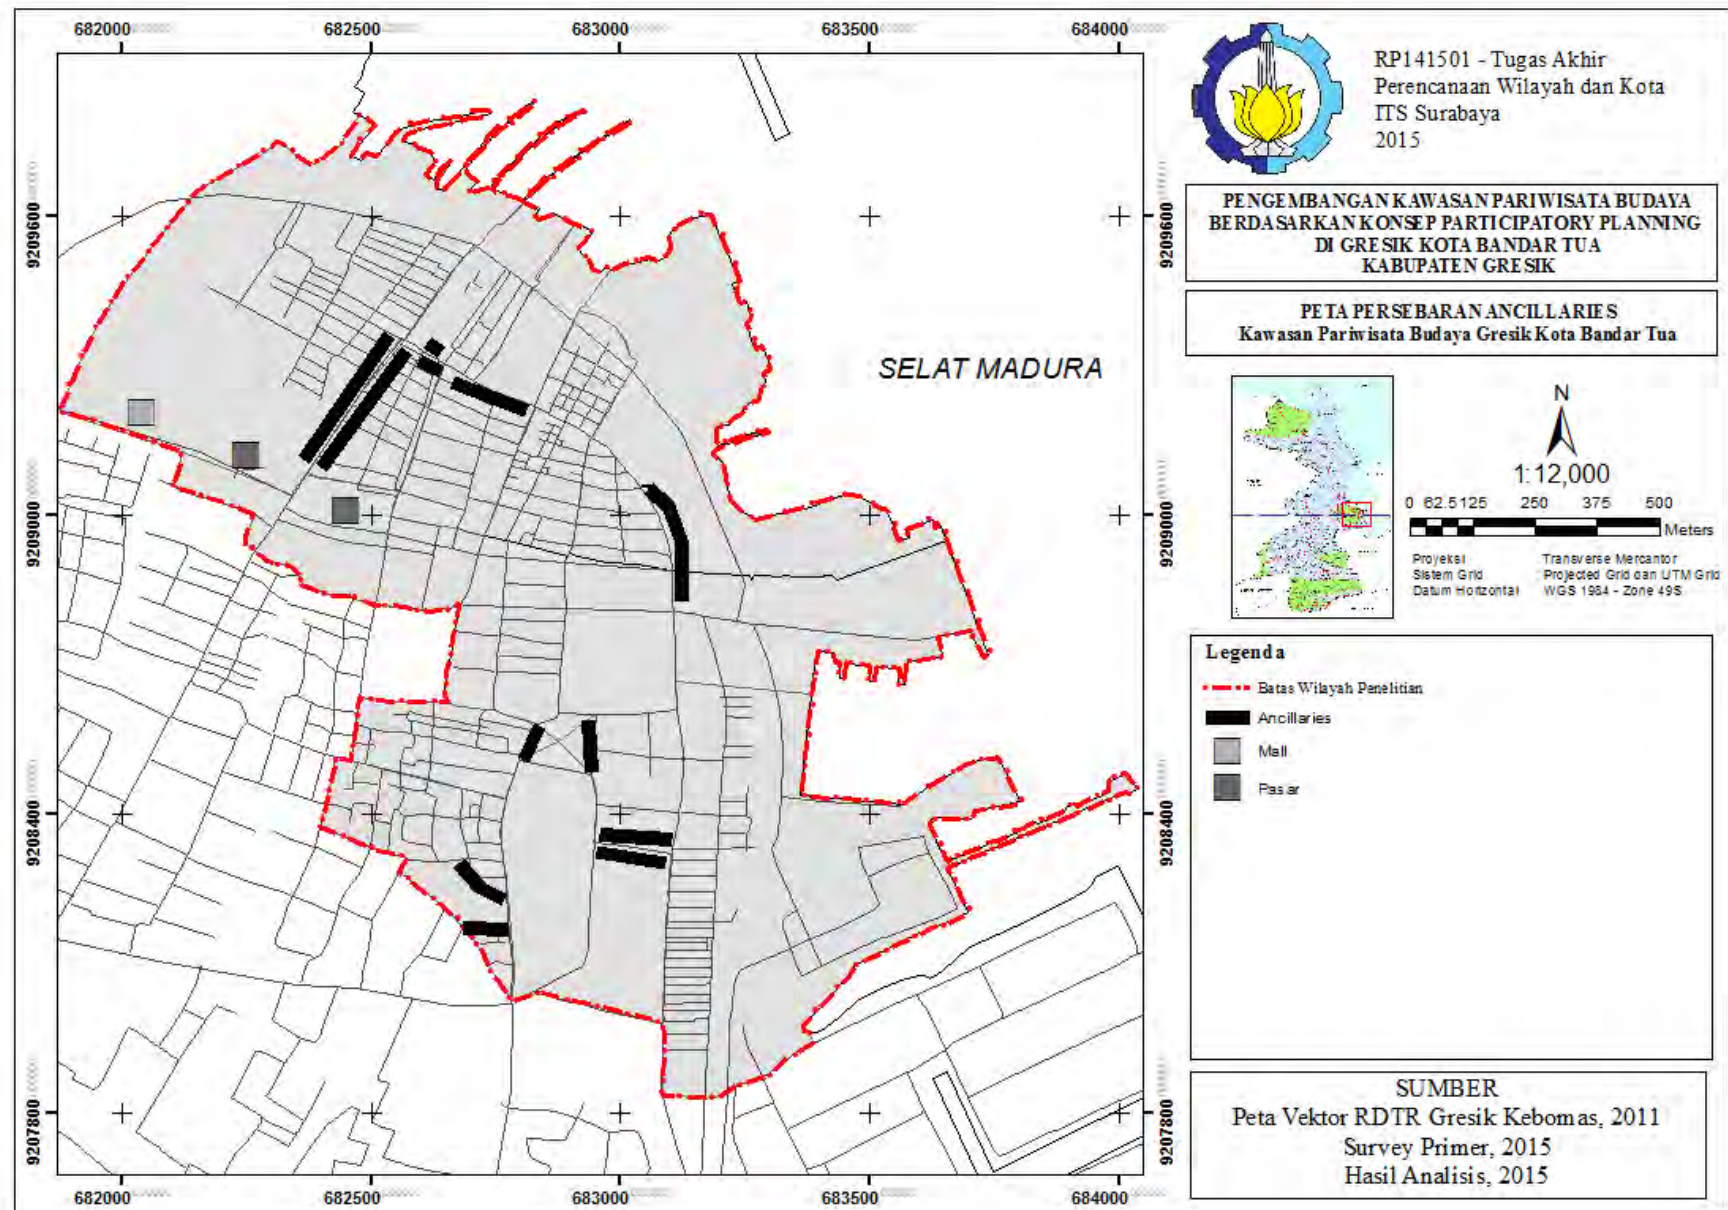 682000 682500 683000 683500 684000
RP141501 - Tugas Akhir
Perencanaan Wilayah dan Kota
ITS Surabaya
2015
PENGEMBANGAN KAWASAN PARIWISATA BUDAYA
BERDASARKAN KONSEP PARTICIPATORY PLANNING
DI GRESIK KOTA BANDAR TUA
KABUPATEN GRESIK
PETA PERSEBARAN ANCILLARIES
Kawasan Pariwisata Budaya Gresik Kota Bandar Tua
9209600
9209000
9208400
9207800
SELAT MADURA
9209600
9209000
9208400
9207800
N
1:12,000
0 62.5 125 250 375 500
Meters
Proyeksi Transverse Mercantor
Sistem Grid Projected Grid dan UTM Grid
Datum Hortzontal WGS 1984 - Zone 49S
Legenda
Batas Wilayah Penelitian
Ancillaries
Mall
Pasar
SUMBER
Peta Vektor RDTR Gresik Kebomas, 2011
Survey Primer, 2015
Hasil Analisis, 2015
682000 682500 683000 683500 684000